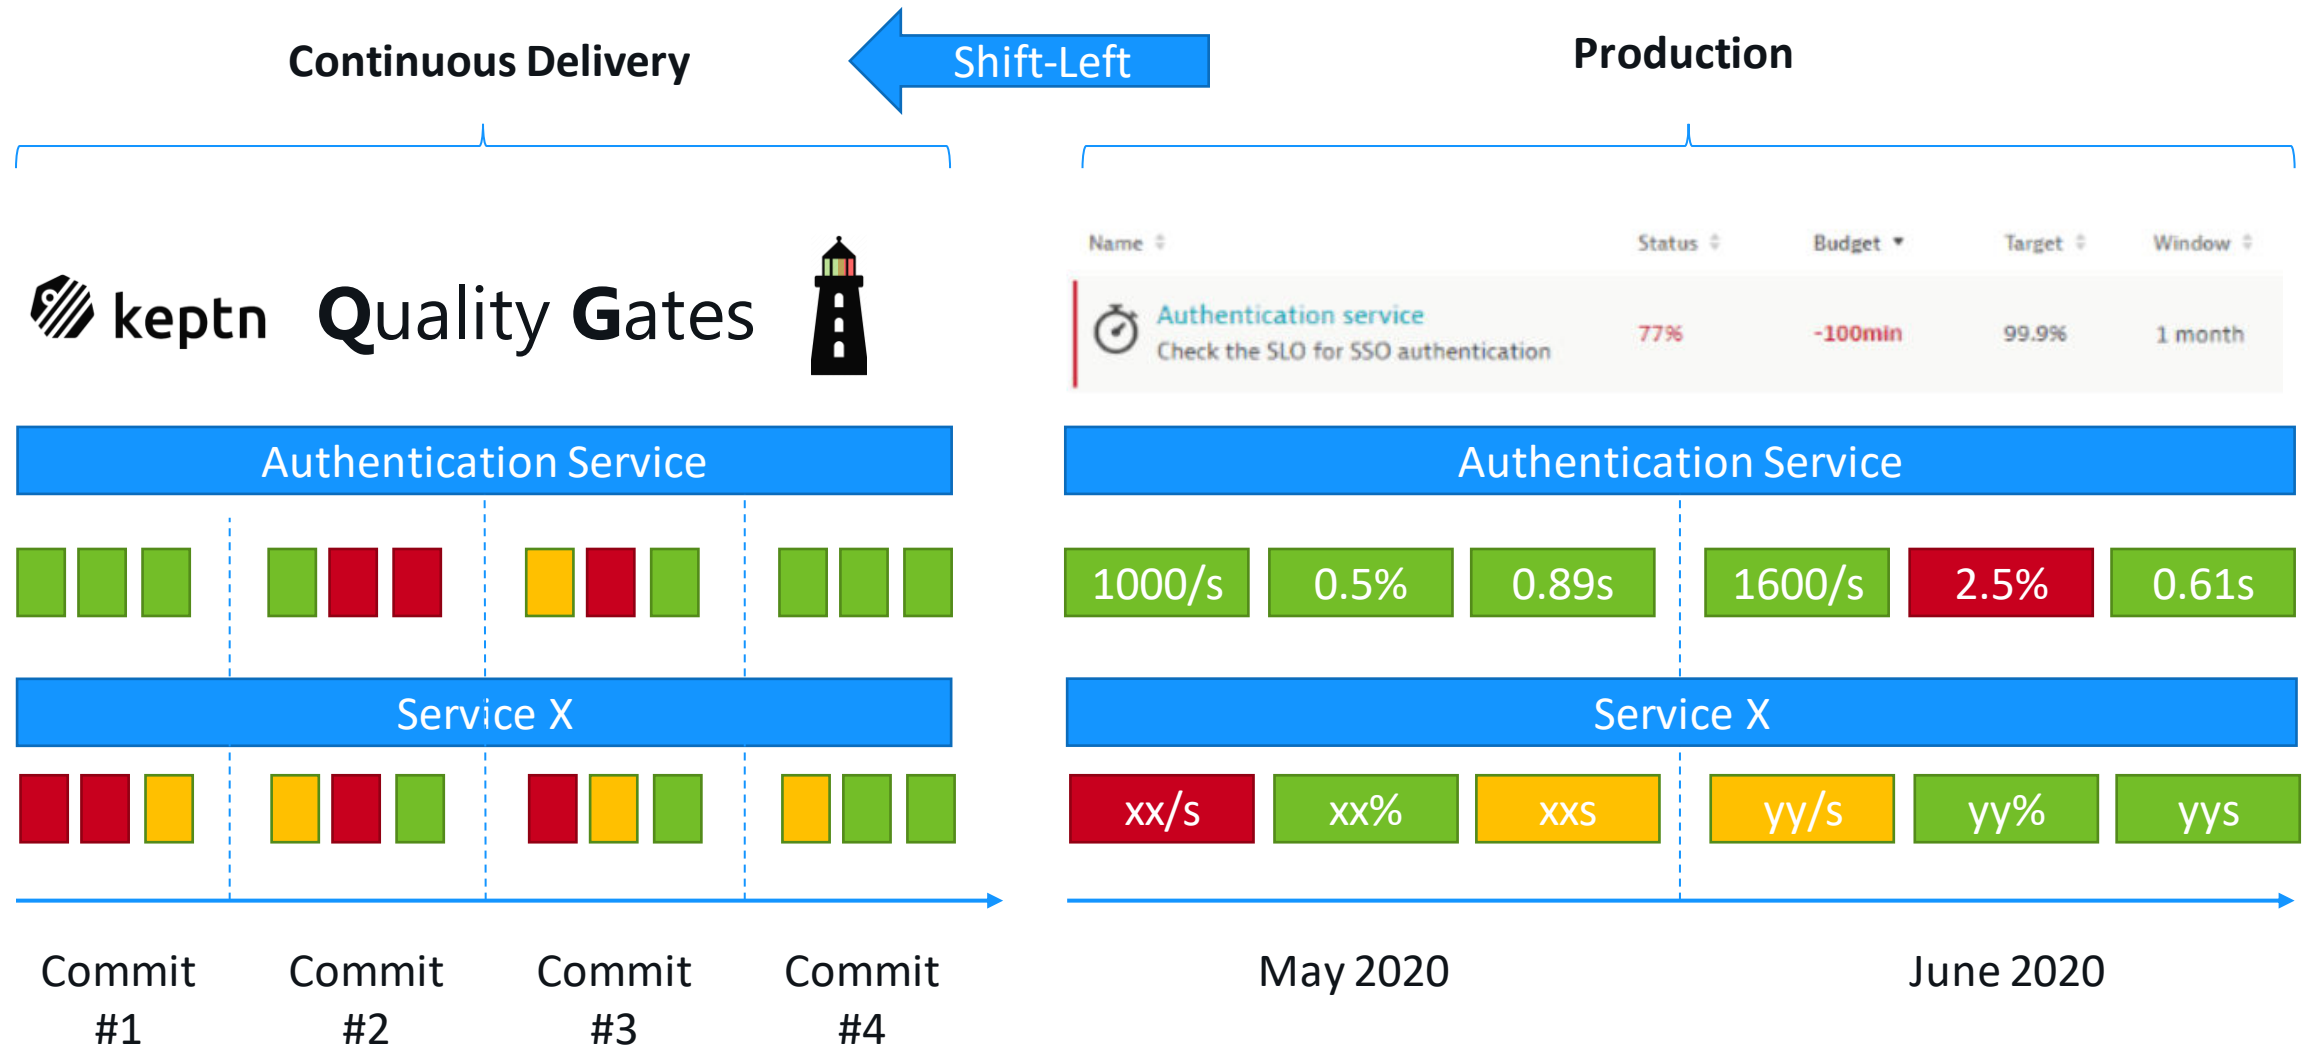 Continuous Delivery
Shift-Left
Production
keptn
Quality Gates
Name Status Budget Target Window
Authentication service
Check the SLO for SSO authentication
77% -100min 99.9% 1 month
Authentication Service
Authentication Service
1000/s 0.5% 0.89s 1600/s 2.5% 0.61s
Service X
Service X
xx/s xx% xxs yy/s yy% yys
Commit #1
Commit #2
Commit #3
Commit #4
May 2020
June 2020